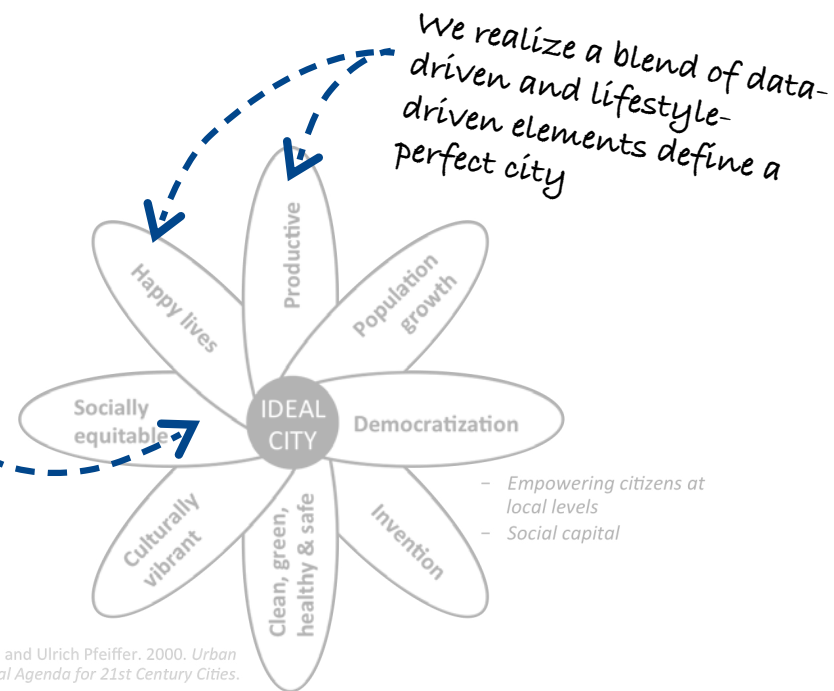 We realize a blend of data-
driven and lifestyle-
driven elements define a
perfect city
Productive
Happy lives
Population
growth
Socially
equitable
IDEAL
CITY
Democratization
- Empowering citizens at
local levels
- Social capital
Culturally
vibrant
Clean, green,
healthy & safe
Invention
and Ulrich Pfeiffer. 2000. Urban
al Agenda for 21st Century Cities.